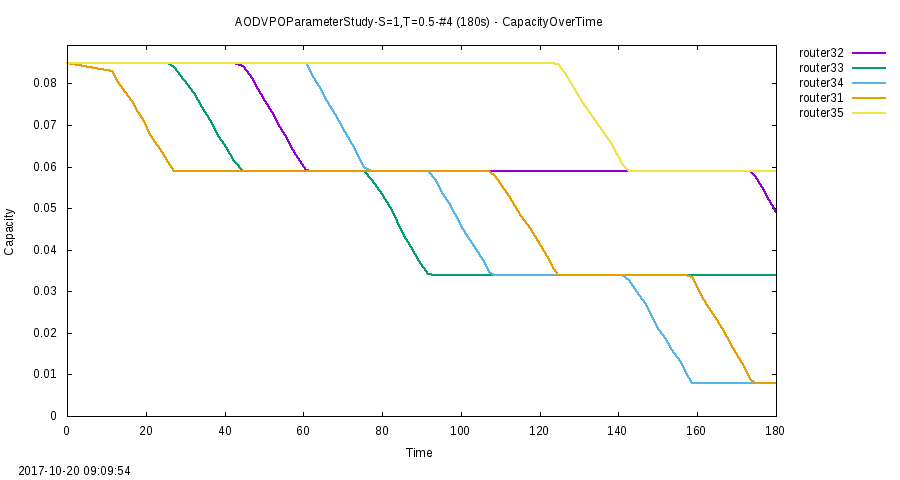 AODVPOParameterStudy-S=1,T=0.5-#4 (180s) - CapacityOverTime
router32
router33
router34
router31
router35
0.08
0.07
0.06
0.05
0.04
0.03
0.02
0.01
0
Capacity
0 20 40 60 80 100 120 140 160 180
Time
2017-10-20 09:09:54